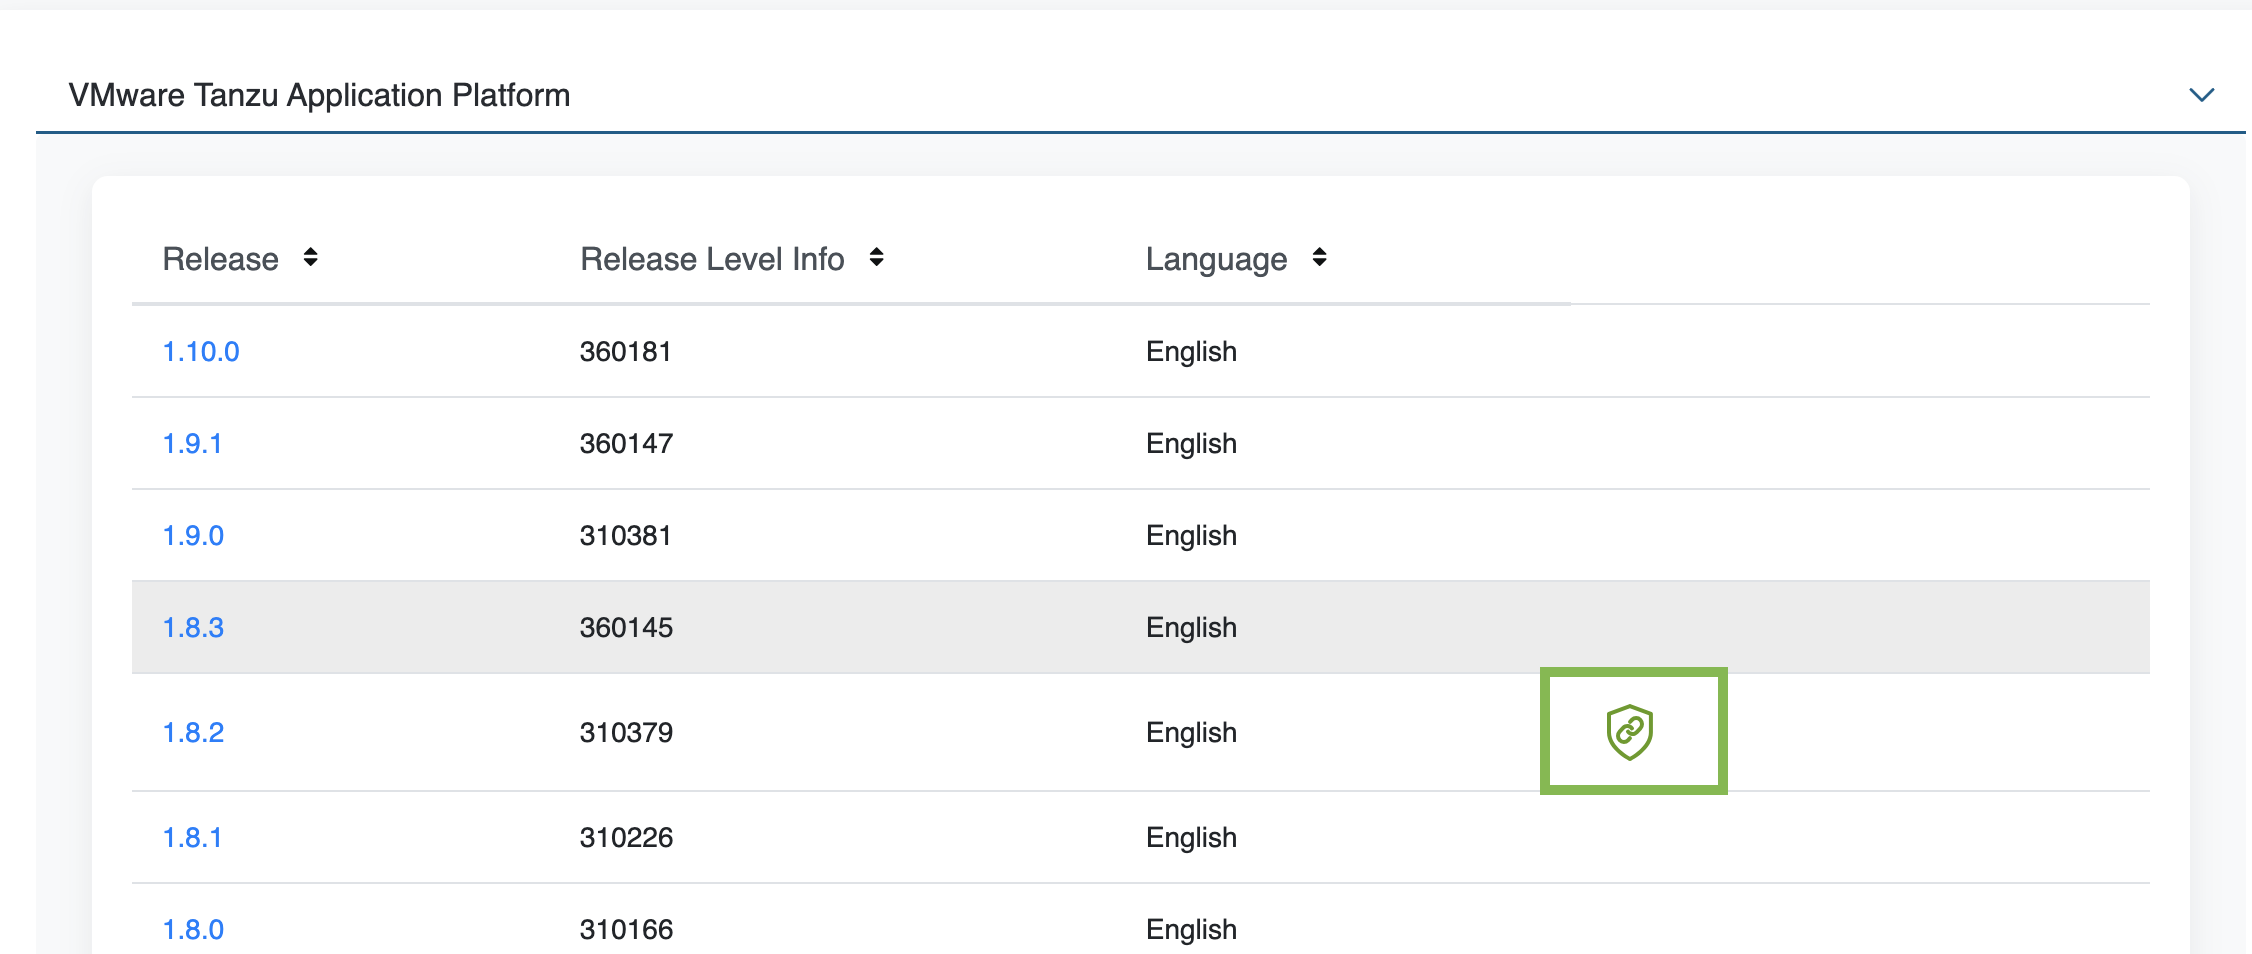 VMware Tanzu Application Platform
Release Release Level Info Language
1.10.0 360181 English
1.9.1 360147 English
1.9.0 310381 English
1.8.3 360145 English
1.8.2 310379 English
1.8.1 310226 English
1.8.0 310166 English